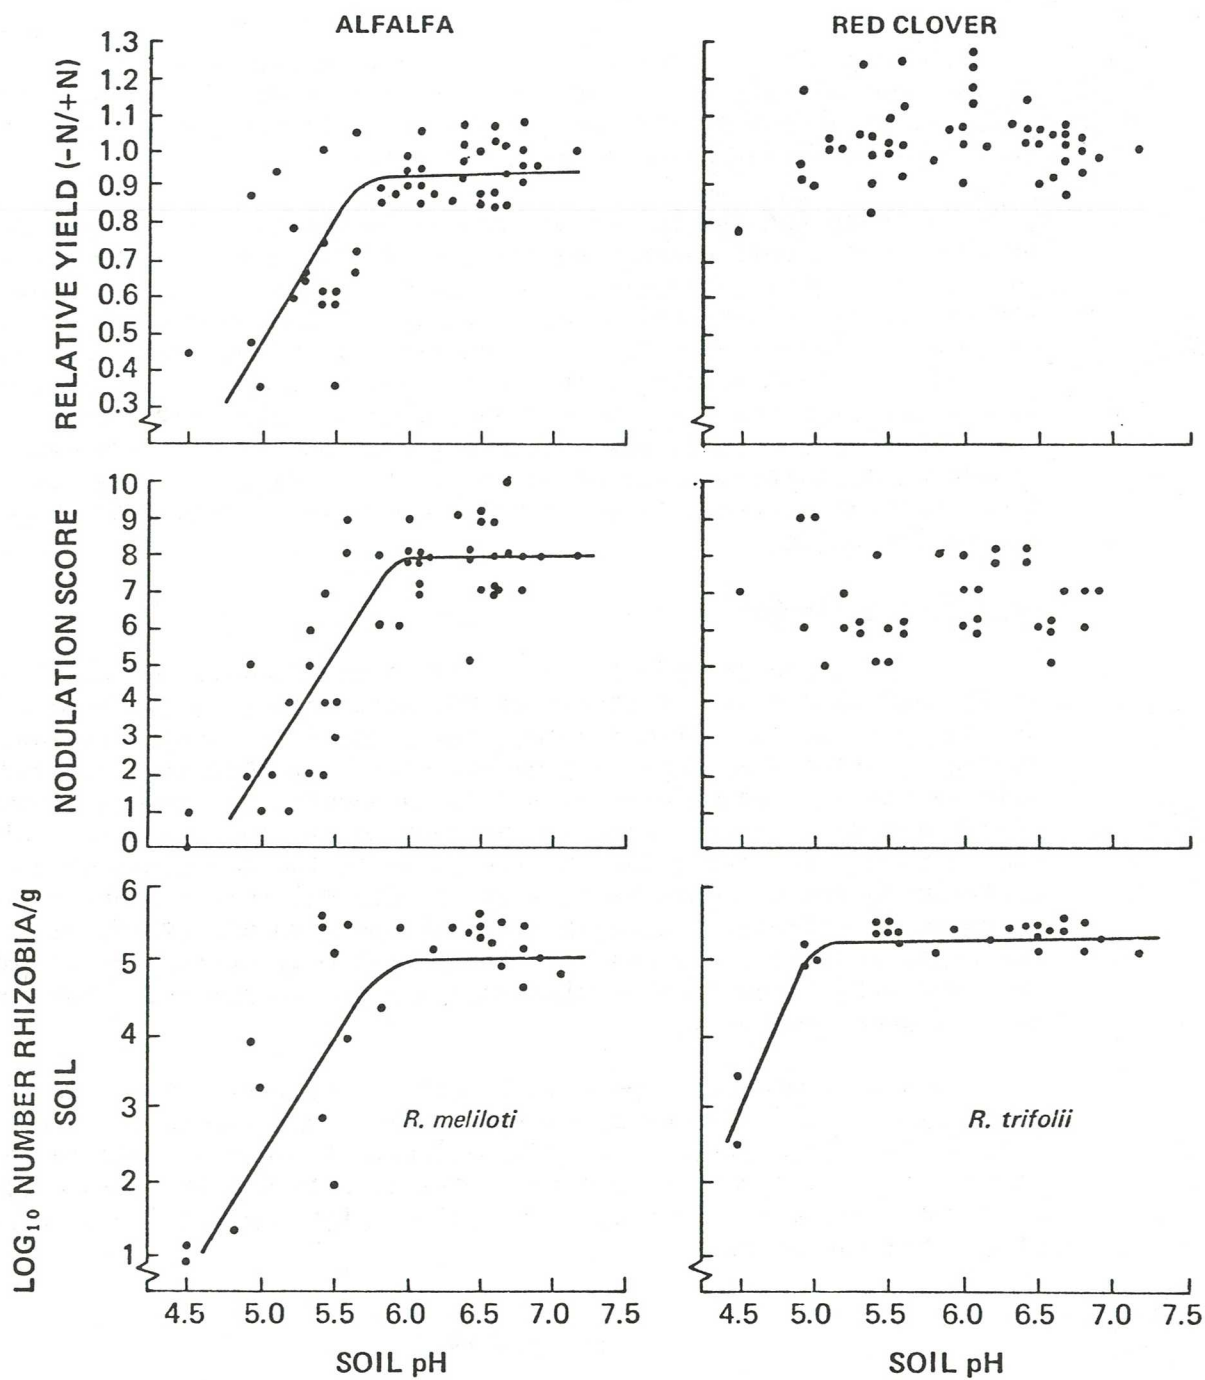 ALFALFA
RED CLOVER
RELATIVE YIELD (-N/+N)
1.3
1.2
1.1
1.0
0.9
0.8
0.7
0.6
0.5
0.4
0.3
NODULATION SCORE
10
9
8
7
6
5
4
3
2
1
0
LOG₁₀ NUMBER RHIZOBIA/g
SOIL
6
5
4
3
2
1
R. meliloti
R. trifolii
4.5 5.0 5.5 6.0 6.5 7.0 7.5
4.5 5.0 5.5 6.0 6.5 7.0 7.5
SOIL pH
SOIL pH